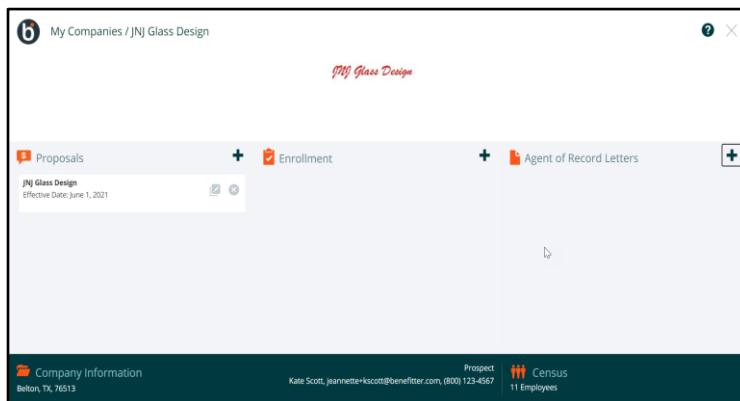 b
My Companies / JNJ Glass Design
?
JNJ Glass Design
$ Proposals +
Enrollment +
Agent of Record Letters +
JNJ Glass Design
Effective Date: June 1, 2021
Company Information
Belton, TX, 76513
Prospect
Kate Scott, jeannette+kscott@benefitter.com, (800) 123-4567
Census
11 Employees